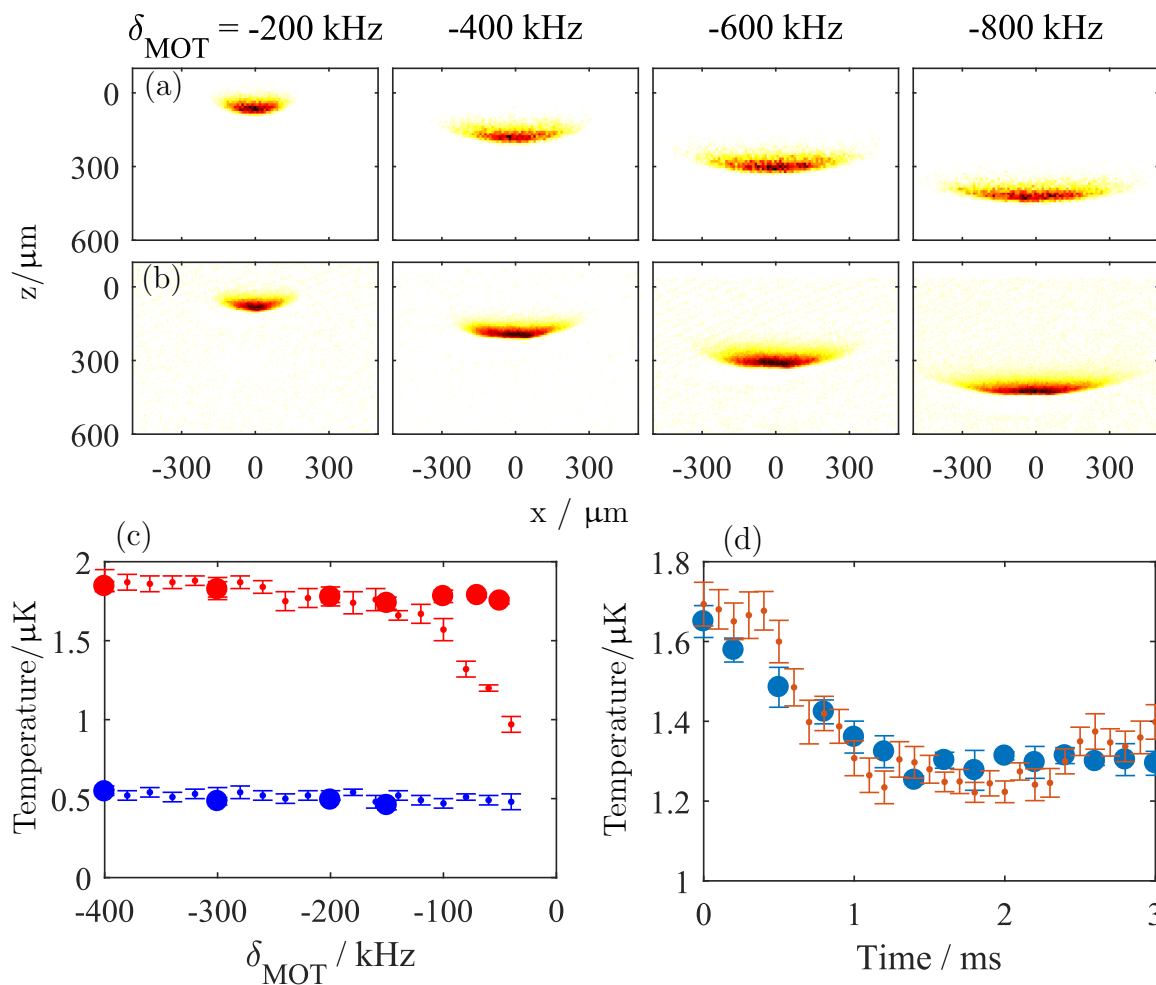 δMOT = -200 kHz -400 kHz -600 kHz -800 kHz
(a)
0
300
600
z/μm
(b)
0
300
600
-300 0 300 -300 0 300 -300 0 300 -300 0 300
x / μm
(c) (d)
2
1.5
1
0.5
0
Temperature/μK
-400 -300 -200 -100 0
δMOT / kHz
1.8
1.6
1.4
1.2
1
Temperature/μK
0 1 2 3
Time / ms